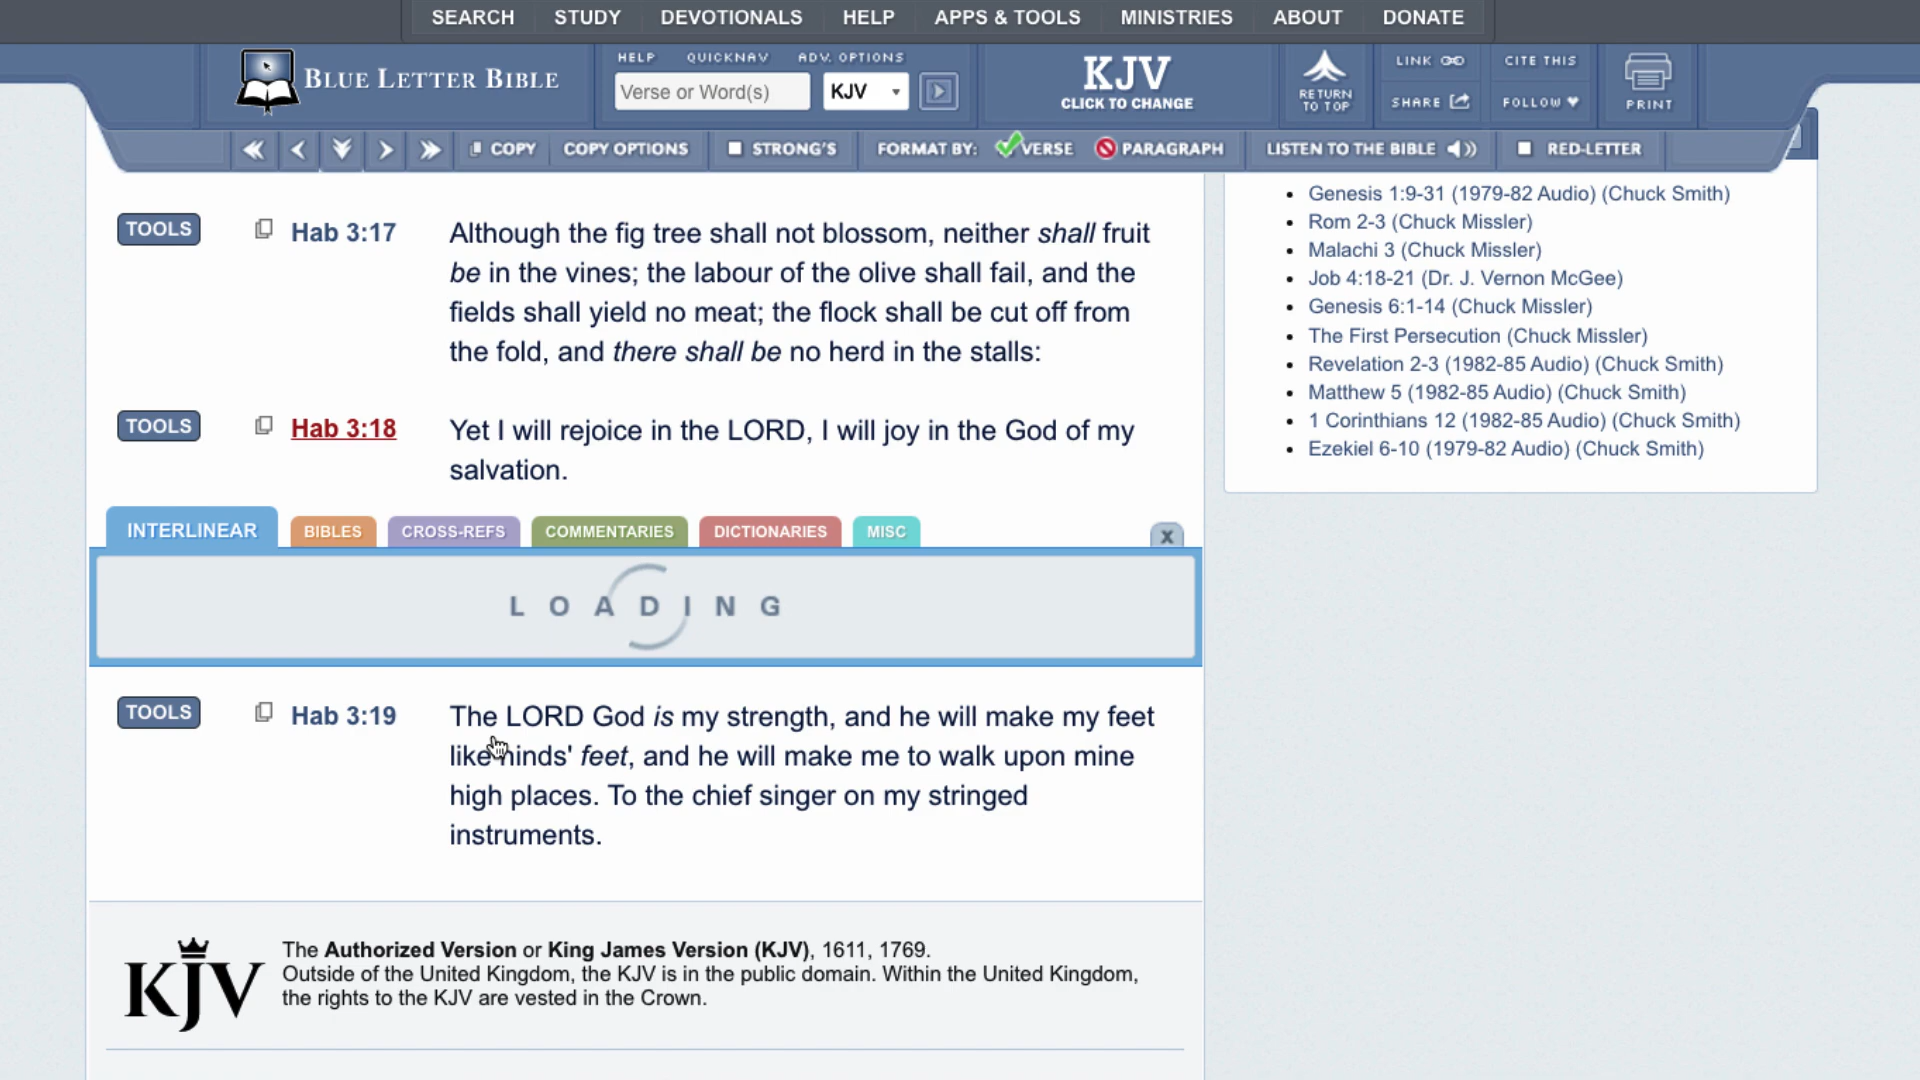 SEARCH STUDY DEVOTIONALS HELP APPS & TOOLS MINISTRIES ABOUT DONATE
BLUE LETTER BIBLE
HELP QUICKNAV ADV. OPTIONS
Verse or Word(s) KJV
KJV
CLICK TO CHANGE
RETURN
TO TOP
LINK
SHARE
CITE THIS
FOLLOW
PRINT
COPY COPY OPTIONS STRONG'S FORMAT BY: VERSE PARAGRAPH LISTEN TO THE BIBLE RED-LETTER
TOOLS Hab 3:17 Although the fig tree shall not blossom, neither shall fruit
be in the vines; the labour of the olive shall fail, and the
fields shall yield no meat; the flock shall be cut off from
the fold, and there shall be no herd in the stalls:
TOOLS Hab 3:18 Yet I will rejoice in the LORD, I will joy in the God of my
salvation.
INTERLINEAR BIBLES CROSS-REFS COMMENTARIES DICTIONARIES MISC X
LOADING
TOOLS Hab 3:19 The LORD God is my strength, and he will make my feet
like hinds' feet, and he will make me to walk upon mine
high places. To the chief singer on my stringed
instruments.
KJV
The Authorized Version or King James Version (KJV), 1611, 1769.
Outside of the United Kingdom, the KJV is in the public domain. Within the United Kingdom,
the rights to the KJV are vested in the Crown.
• Genesis 1:9-31 (1979-82 Audio) (Chuck Smith)
• Rom 2-3 (Chuck Missler)
• Malachi 3 (Chuck Missler)
• Job 4:18-21 (Dr. J. Vernon McGee)
• Genesis 6:1-14 (Chuck Missler)
• The First Persecution (Chuck Missler)
• Revelation 2-3 (1982-85 Audio) (Chuck Smith)
• Matthew 5 (1982-85 Audio) (Chuck Smith)
• 1 Corinthians 12 (1982-85 Audio) (Chuck Smith)
• Ezekiel 6-10 (1979-82 Audio) (Chuck Smith)